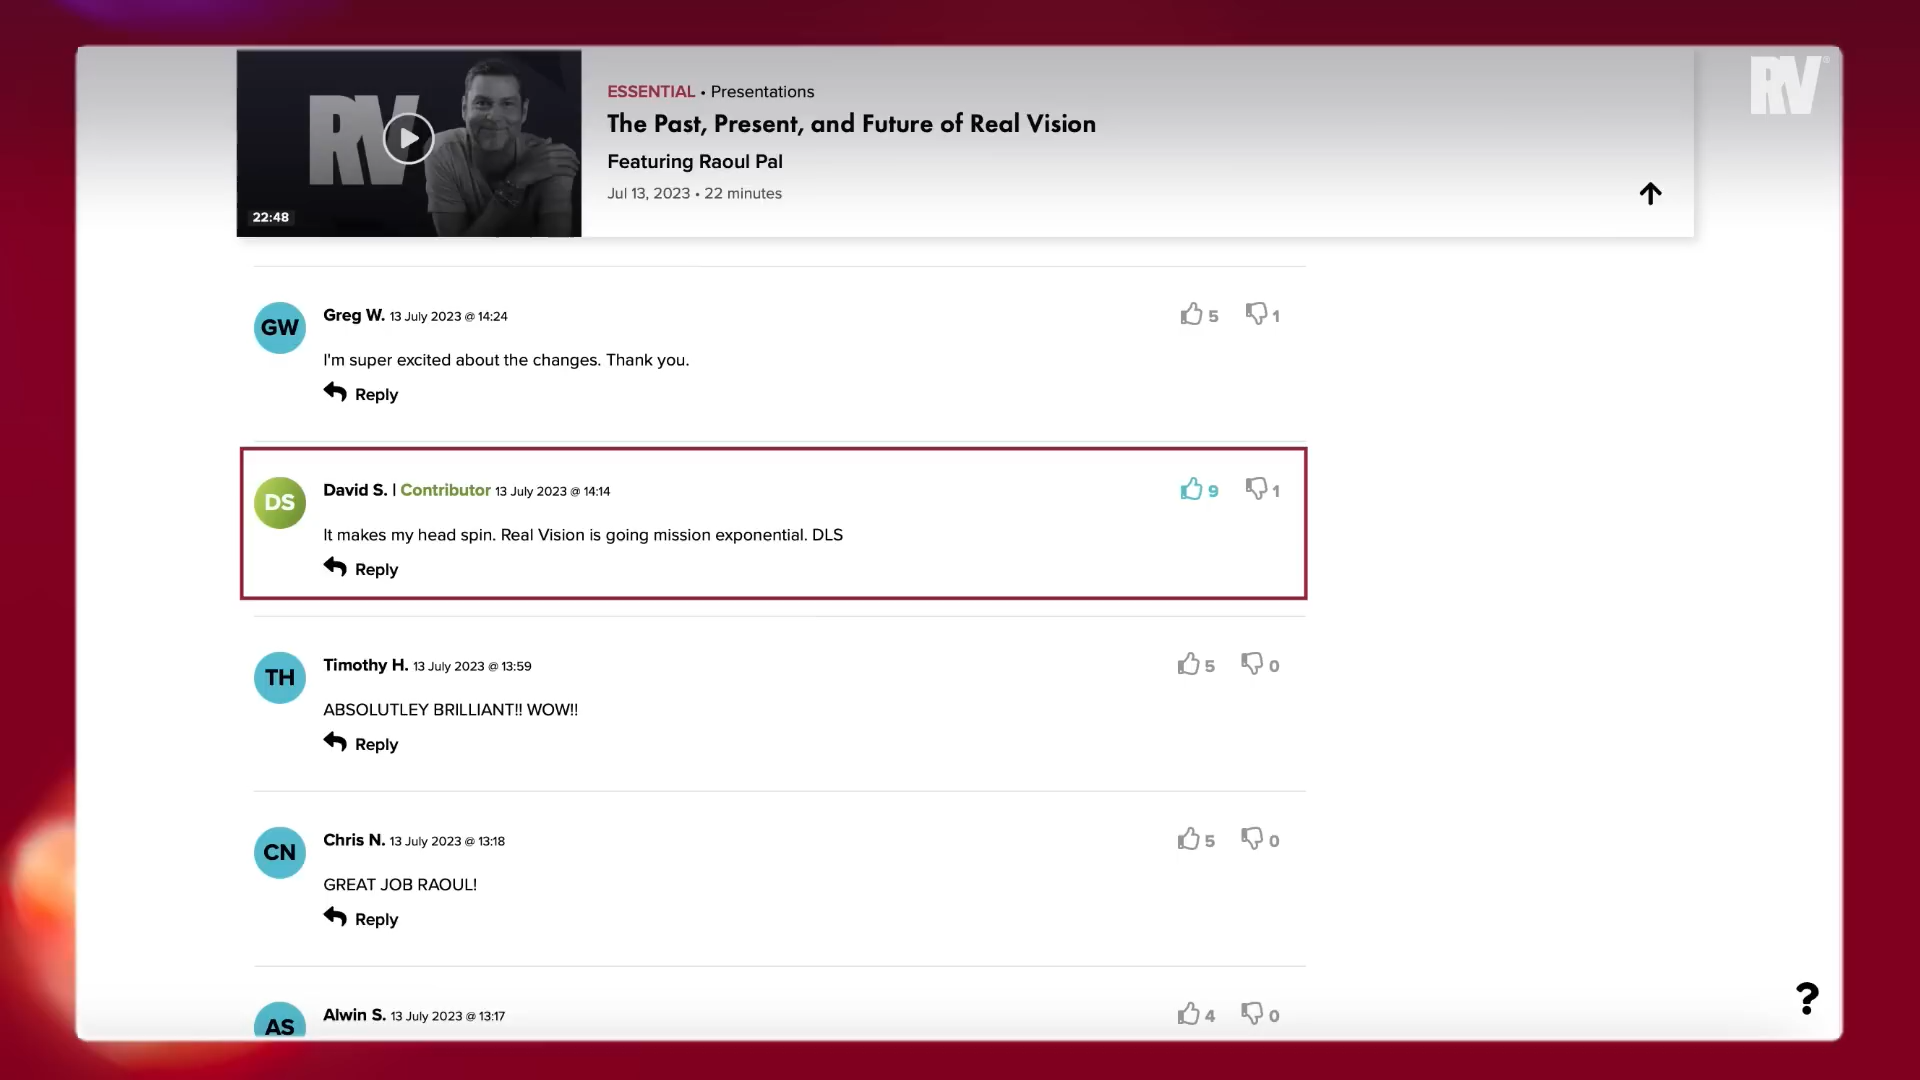 RV
RV
22:48
ESSENTIAL • Presentations
The Past, Present, and Future of Real Vision
Featuring Raoul Pal
Jul 13, 2023 • 22 minutes
GW
Greg W. 13 July 2023 @ 14:24
5 1
I'm super excited about the changes. Thank you.
Reply
DS
David S. | Contributor 13 July 2023 @ 14:14
9 1
It makes my head spin. Real Vision is going mission exponential. DLS
Reply
TH
Timothy H. 13 July 2023 @ 13:59
5 0
ABSOLUTLEY BRILLIANT!! WOW!!
Reply
CN
Chris N. 13 July 2023 @ 13:18
5 0
GREAT JOB RAOUL!
Reply
AS
Alwin S. 13 July 2023 @ 13:17
4 0
?